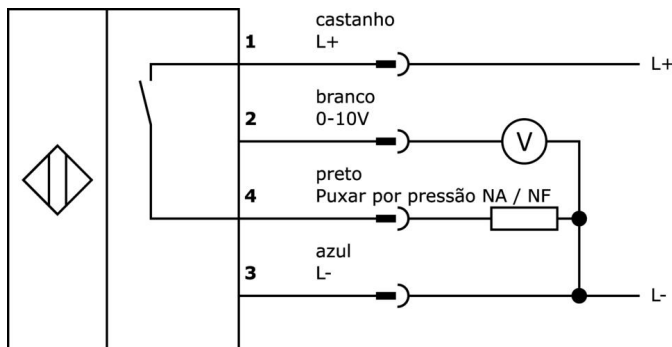 castanho
1 L+ L+
branco
2 0-10V V
preto
4 Puxar por pressão NA / NF
azul
3 L- L-